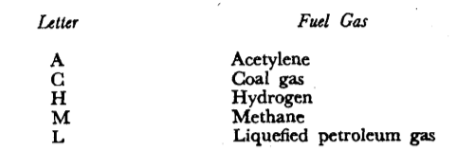 Letter Fuel Gas
A Acetylene
C Coal gas
H Hydrogen
M Methane
L Liquefied petroleum gas